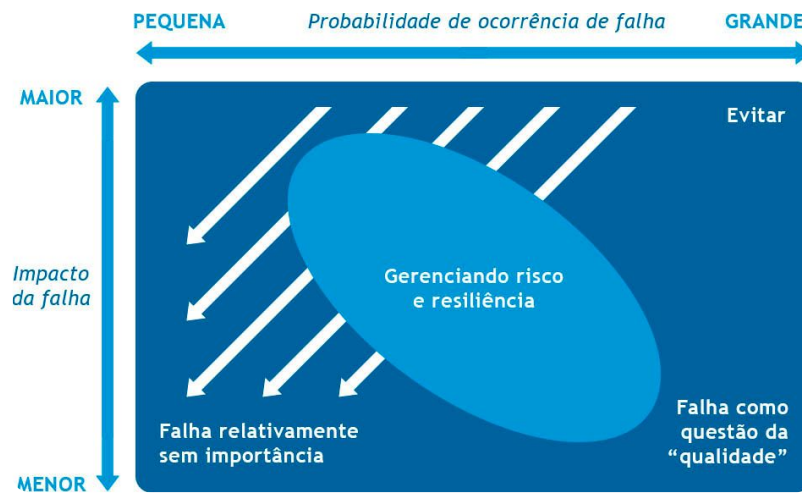 PEQUENA
Probabilidade de ocorrência de falha
GRANDE
MAIOR
Evitar
Impacto
da falha
Gerenciando risco
e resiliência
Falha relativamente
sem importância
Falha como
questão da
“qualidade”
MENOR